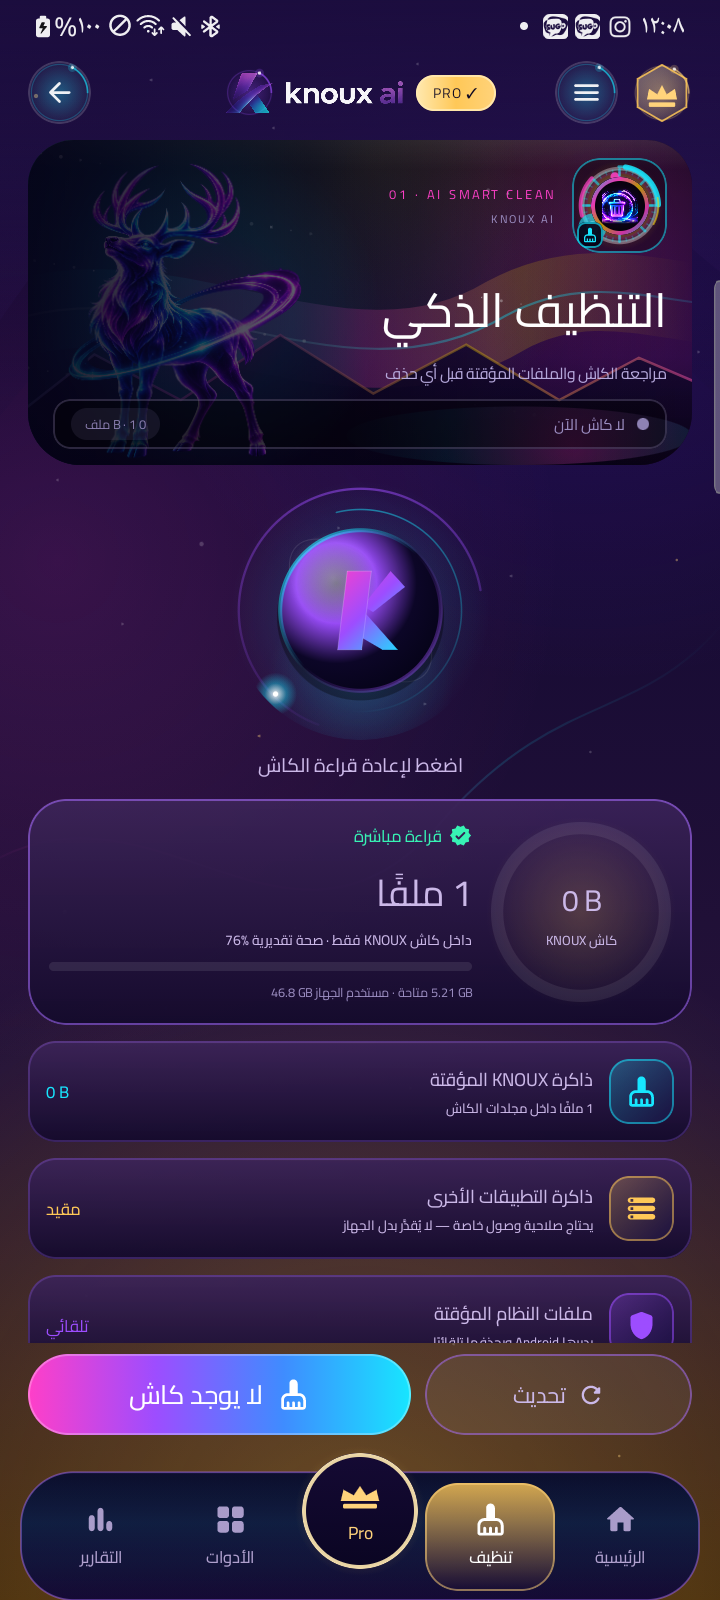 ١٢:٠٨
%١٠٠
knoux ai
PRO ✓
01 · AI SMART CLEAN
KNOUX AI
التنظيف الذكي
مراجعة الكاش والملفات المؤقتة قبل أي حذف
لا كاش الآن
0 B · 1 ملف
اضغط لإعادة قراءة الكاش
0 B
كاش KNOUX
قراءة مباشرة
1 ملفًا
داخل كاش KNOUX فقط · صحة تقديرية 76%
5.21 GB متاحة · مستخدم الجهاز 46.8 GB
ذاكرة KNOUX المؤقتة
1 ملفًا داخل مجلدات الكاش
0 B
ذاكرة التطبيقات الأخرى
يحتاج صلاحية وصول خاصة — لا يُقدَّر بدل الجهاز
مقيد
ملفات النظام المؤقتة
يديرها Android ويحذفها تلقائيًا
تلقائي
تحديث
لا يوجد كاش
الرئيسية
تنظيف
Pro
الأدوات
التقارير